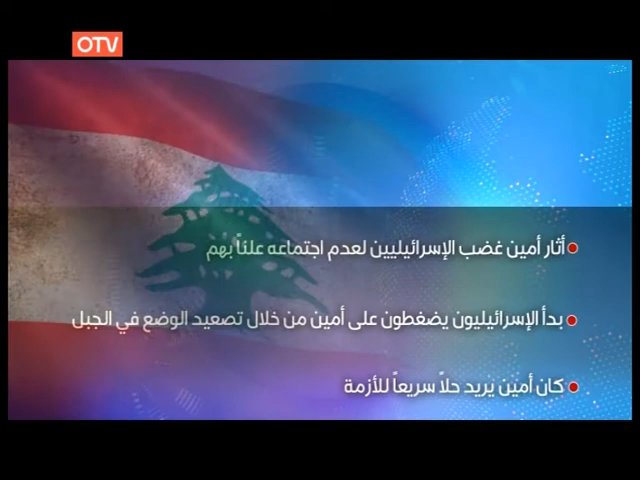 OTV
أثار أمين غضب الإسرائيليين لعدم اجتماعه علناً بهم
بدأ الإسرائيليون يضغطون على أمين من خلال تصعيد الوضع في الجبل
كان أمين يريد حلاً سريعاً للأزمة